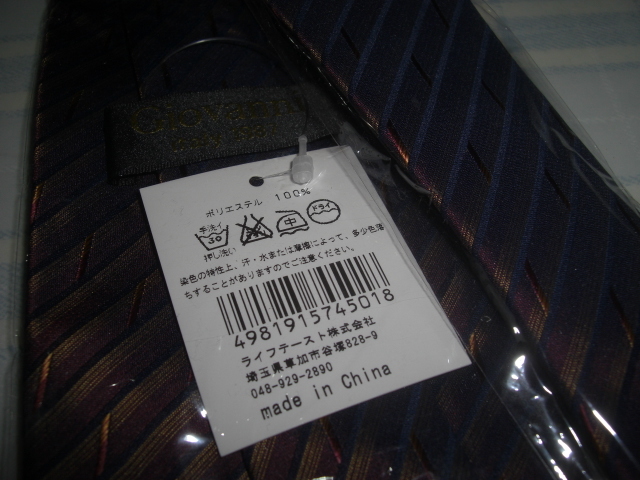 ポリエステル 100%
手洗イ
30
中
ドライ
押し洗い
染色の特性上、汗・水または摩擦によって、多少色落
ちすることがありますのでご注意ください。
4981915745018
ライフテースト株式会社
埼玉県草加市谷塚828-9
048-929-2890
made in China